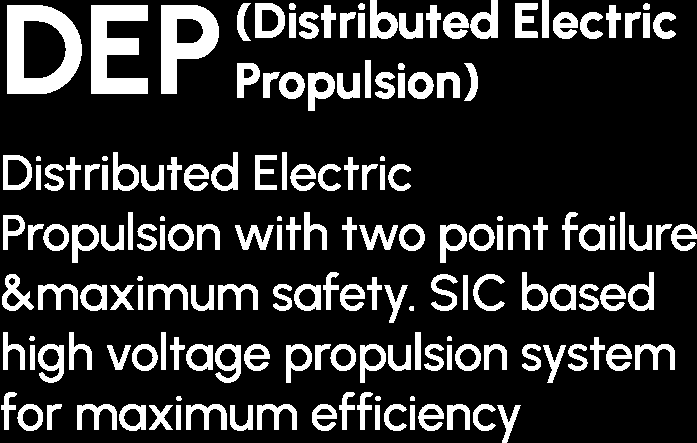 DEP (Distributed Electric
Propulsion)
Distributed Electric
Propulsion with two point failure
&maximum safety. SIC based
high voltage propulsion system
for maximum efficiency